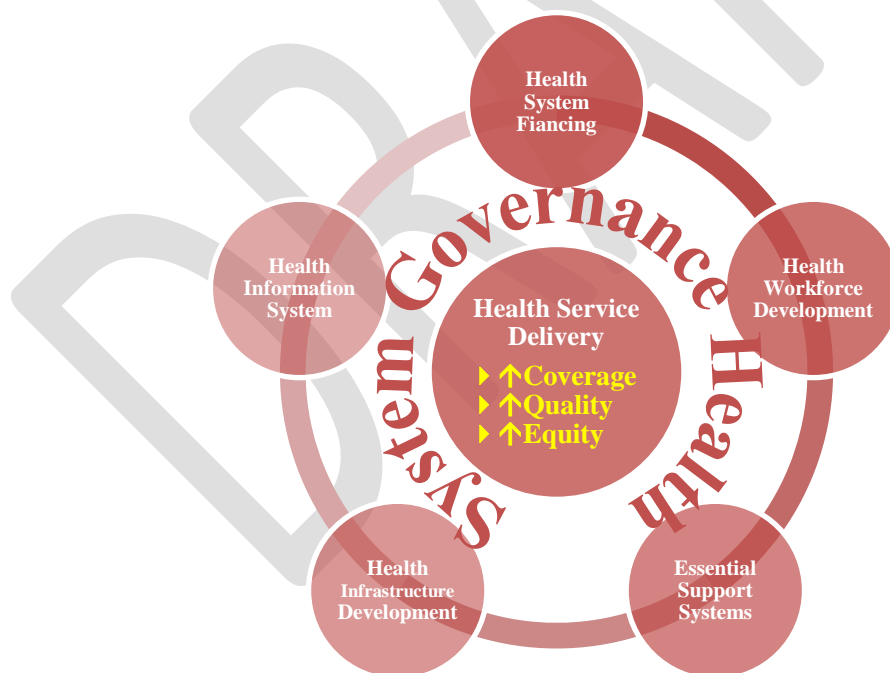 Health
System
Fiancing
Health
Information
System
Health
Workforce
Development
System Governance Health
Health Service
Delivery
↑Coverage
↑Quality
↑Equity
Health
Infrastructure
Development
Essential
Support
Systems
DRAF